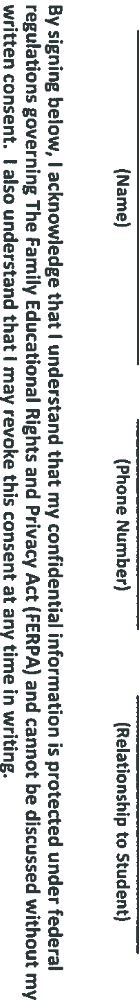 (Name) (Phone Number) (Relationship to Student)
By signing below, I acknowledge that I understand that my confidential information is protected under federal
regulations governing The Family Educational Rights and Privacy Act (FERPA) and cannot be discussed without my
written consent. I also understand that I may revoke this consent at any time in writing.